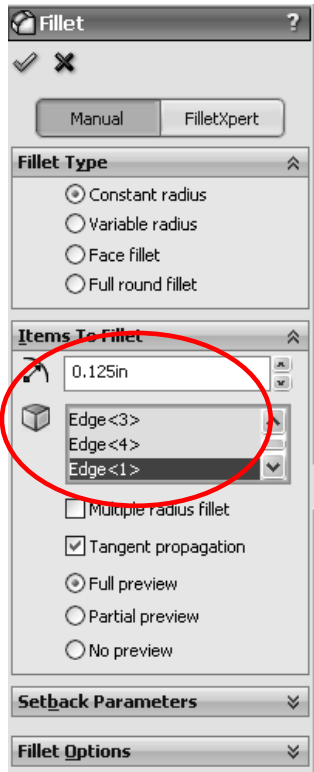 Fillet ?
Manual FilletXpert
Fillet Type
Constant radius
Variable radius
Face fillet
Full round fillet
Items To Fillet
0.125in
Edge<3>
Edge<4>
Edge<1>
Multiple radius fillet
Tangent propagation
Full preview
Partial preview
No preview
Setback Parameters
Fillet Options